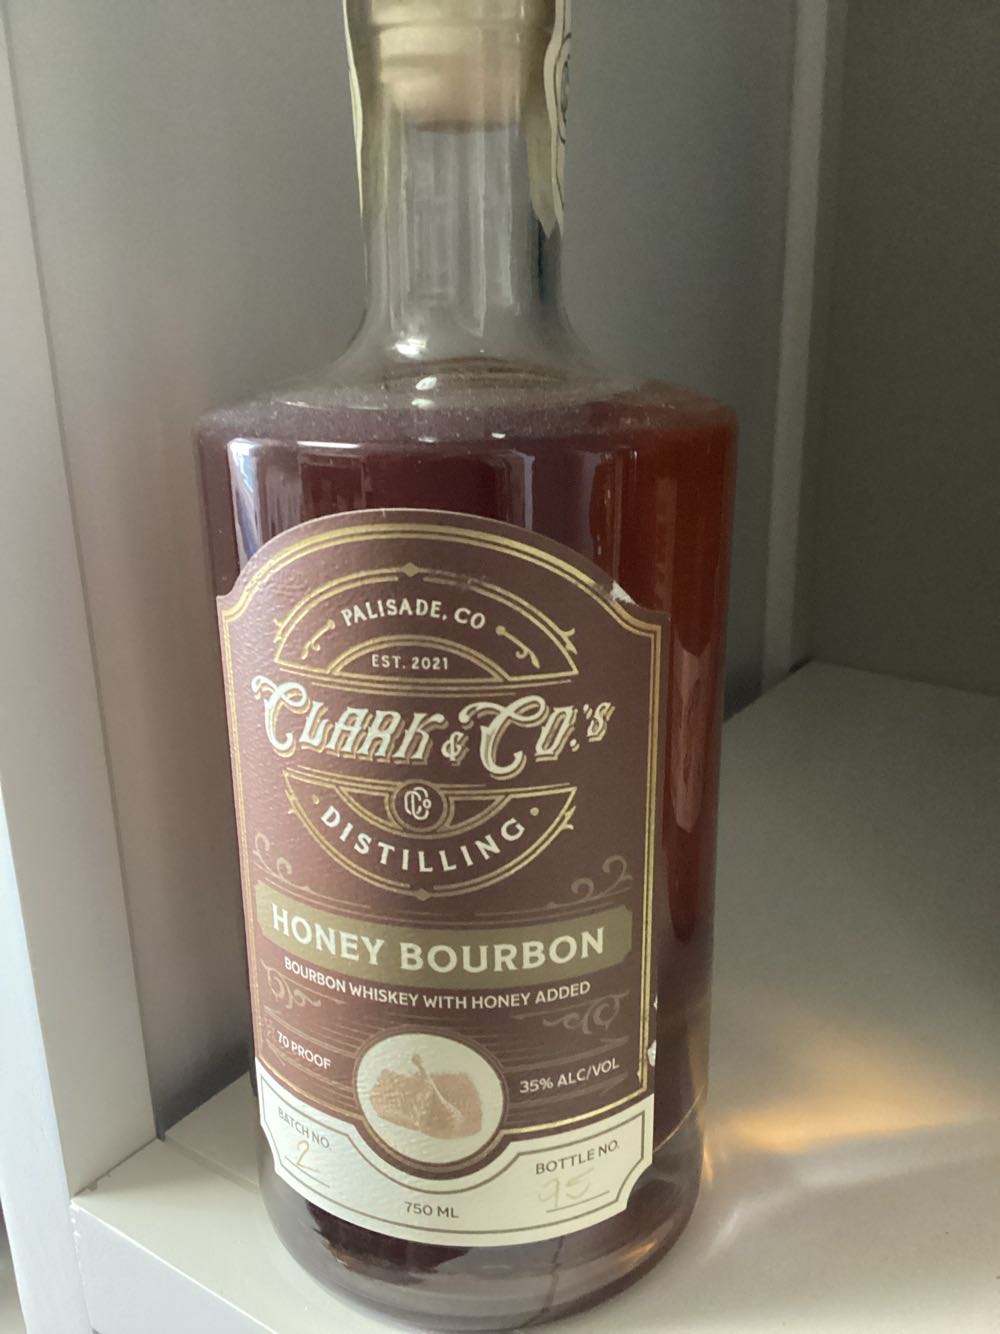 PALISADE, CO
EST. 2021
CLARK & CO.'S
CCo
DISTILLING
HONEY BOURBON
BOURBON WHISKEY WITH HONEY ADDED
70 PROOF
35% ALC/VOL
BATCH NO.
2
BOTTLE NO.
95
750 ML